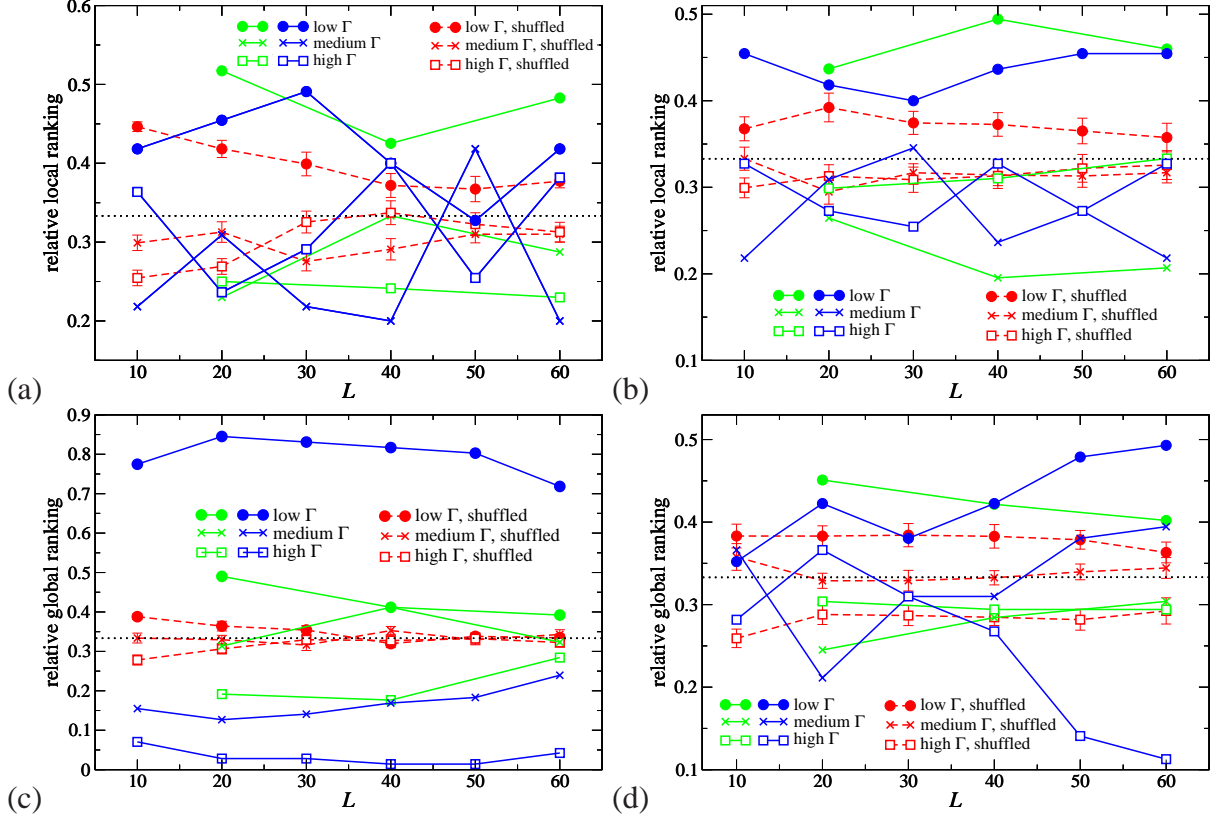 0.6
0.5
0.4
0.3
0.2
relative local ranking
low Γ
medium Γ
high Γ
low Γ, shuffled
medium Γ, shuffled
high Γ, shuffled
10 20 30 40 50 60
L
(a)
0.5
0.4
0.3
0.2
0.1
relative local ranking
low Γ
medium Γ
high Γ
low Γ, shuffled
medium Γ, shuffled
high Γ, shuffled
10 20 30 40 50 60
L
(b)
0.9
0.8
0.7
0.6
0.5
0.4
0.3
0.2
0.1
0
relative global ranking
low Γ
medium Γ
high Γ
low Γ, shuffled
medium Γ, shuffled
high Γ, shuffled
10 20 30 40 50 60
L
(c)
0.5
0.4
0.3
0.2
0.1
relative global ranking
low Γ
medium Γ
high Γ
low Γ, shuffled
medium Γ, shuffled
high Γ, shuffled
10 20 30 40 50 60
L
(d)